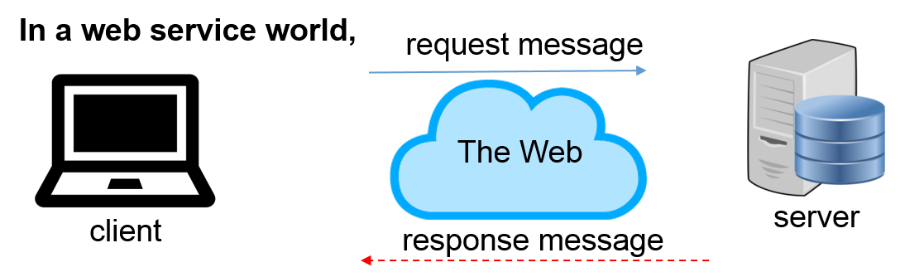 In a web service world,
request message
The Web
client
server
response message